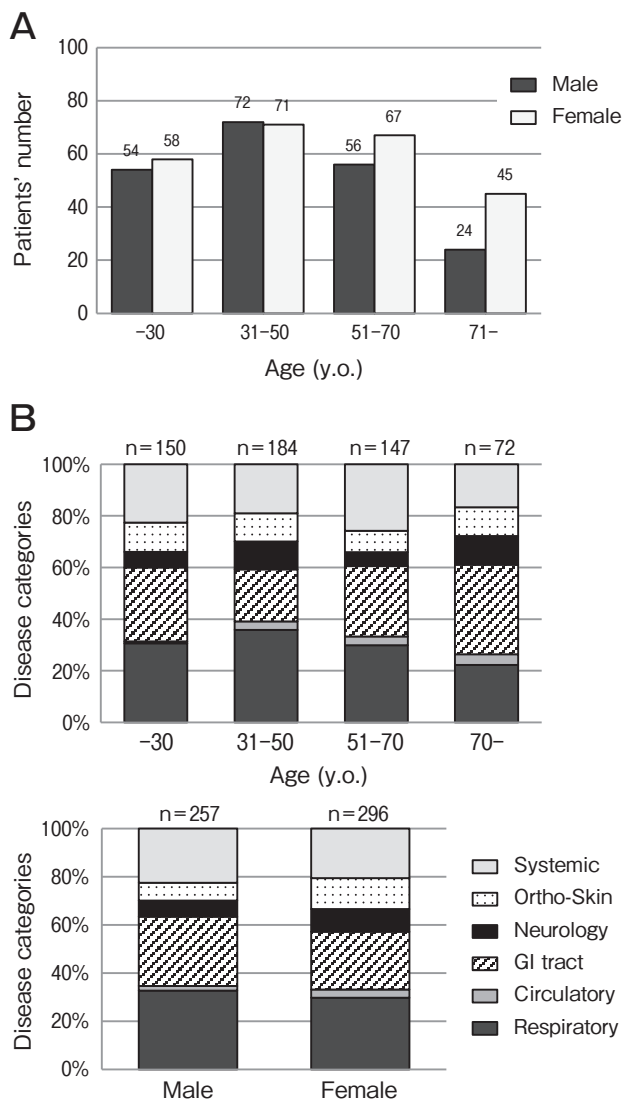 A
100
80
60
40
20
0
Patients' number
54
58
72
71
56
67
24
45
Male
Female
−30
31−50
51−70
71−
Age (y.o.)
B
n=150
n=184
n=147
n=72
100%
80%
60%
40%
20%
0%
Disease categories
−30
31−50
51−70
70−
Age (y.o.)
n=257
n=296
100%
80%
60%
40%
20%
0%
Disease categories
Male
Female
Systemic
Ortho-Skin
Neurology
GI tract
Circulatory
Respiratory